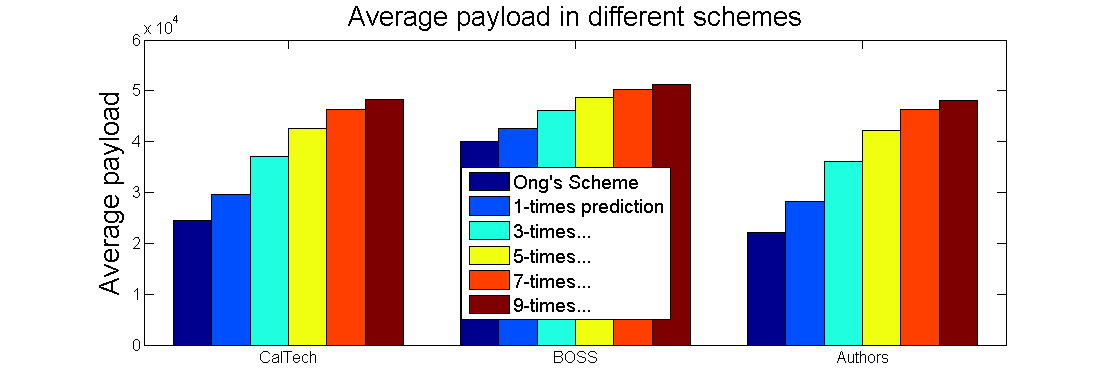 Average payload in different schemes
x 10^4
Average payload
6
5
4
3
2
1
0
Ong's Scheme
1-times prediction
3-times...
5-times...
7-times...
9-times...
CalTech
BOSS
Authors